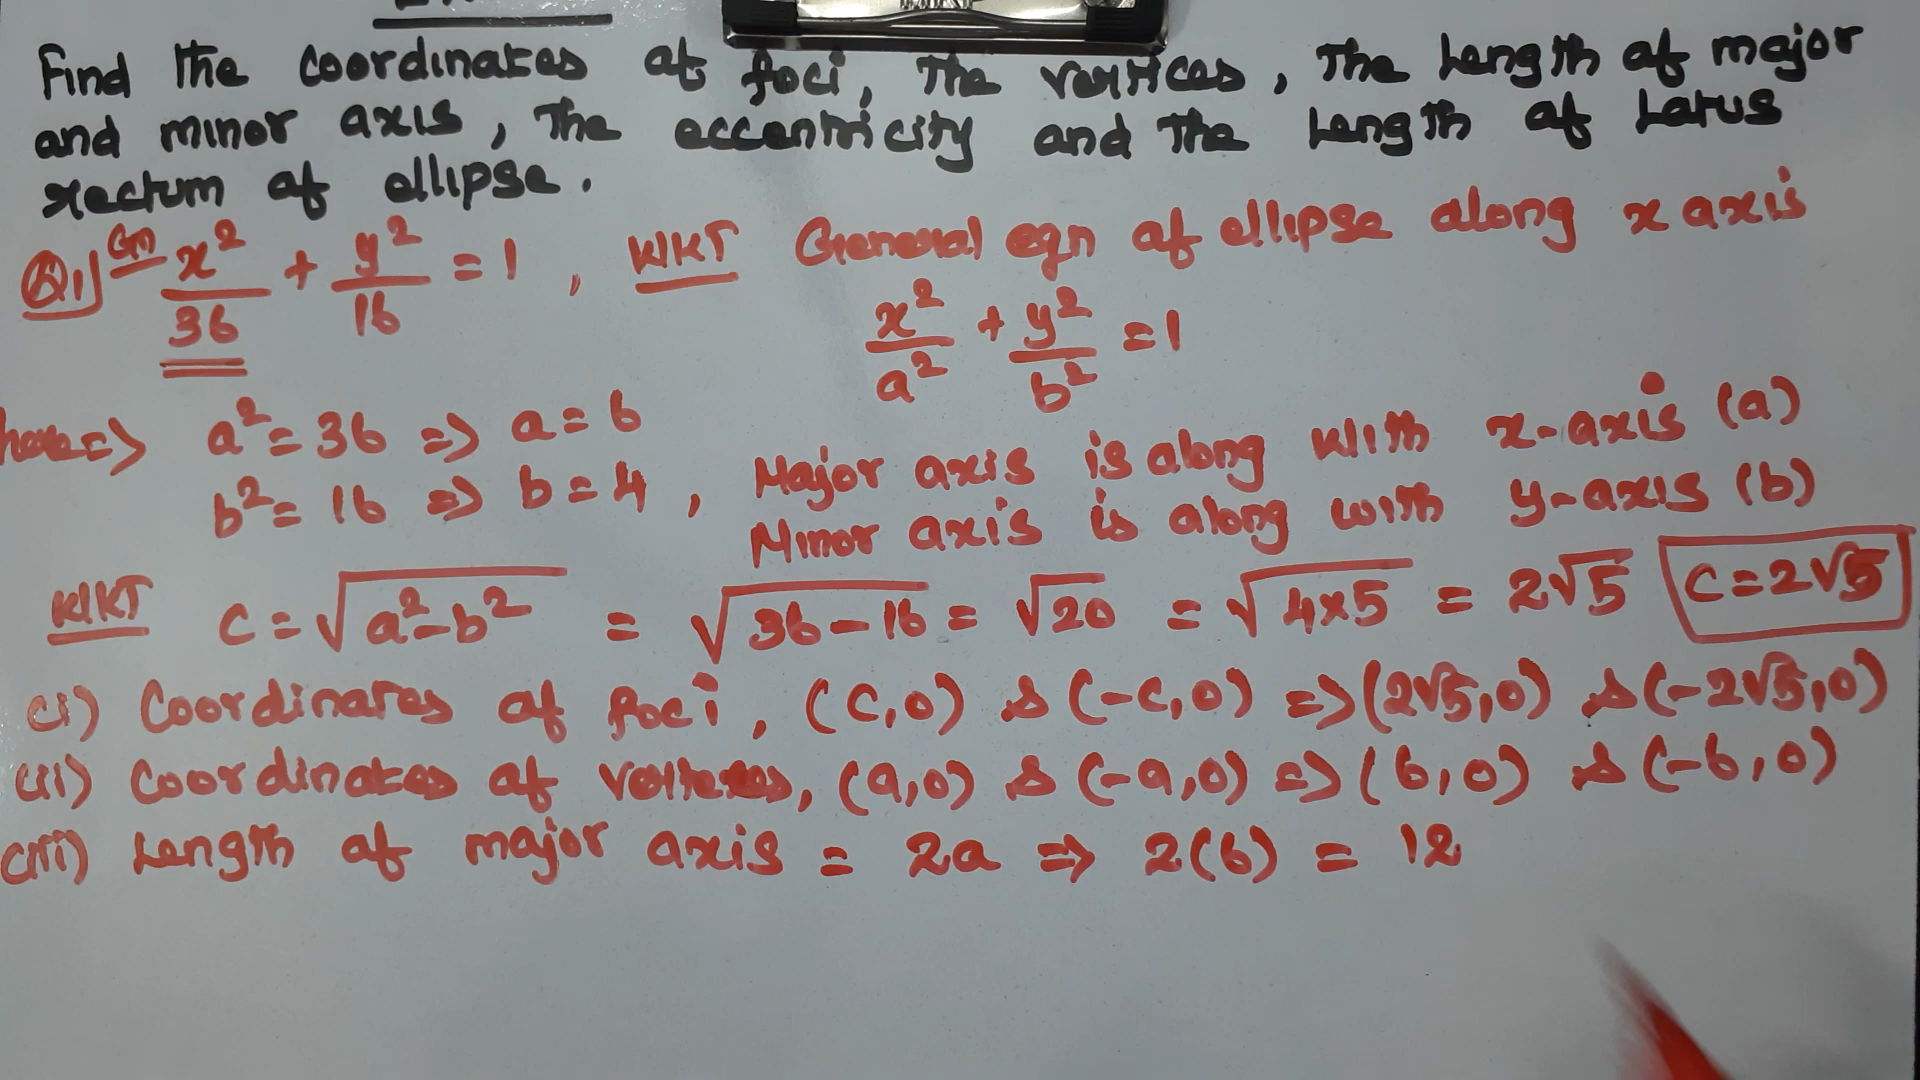 Find the coordinates of foci, The vertices, The Length of major
and minor axis, The eccentricity and The Length of Latus
rectum of ellipse.
Q1) Gn x²/36 + y²/16 = 1, WKT General eqn of ellipse along x axis
x²/a² + y²/b² = 1
here => a² = 36 => a = 6
b² = 16 => b = 4, Major axis is along with x-axis (a)
Minor axis is along with y-axis (b)
WKT c = √a²-b² = √36-16 = √20 = √4×5 = 2√5 C=2√5
(i) Coordinates of foci, (c,0) & (-c,0) => (2√5,0) & (-2√5,0)
(ii) Coordinates of vertices, (a,0) & (-a,0) => (6,0) & (-6,0)
(iii) Length of major axis = 2a => 2(6) = 12